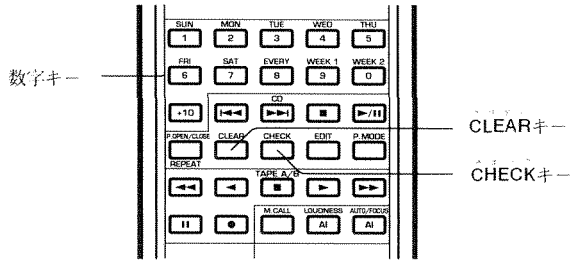 SUN MON TUE WED THU
1 2 3 4 5
FRI SAT EVERY WEEK 1 WEEK 2
6 7 8 9 0
数字キー
CD
+10
P.OPEN/CLOSE CLEAR CHECK EDIT P.MODE
CLEARキー
REPEAT TAPE A/B
CHECKキー
M.CALL LOUDNESS AUTO/FOCUS
AI AI